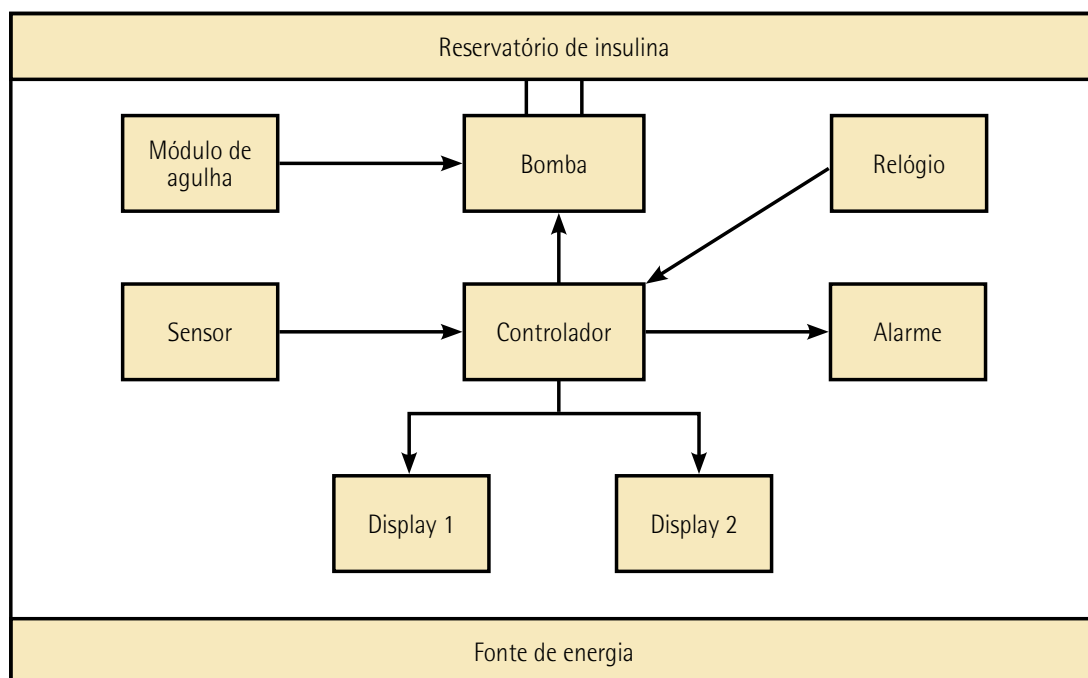 Reservatório de insulina
Módulo de
agulha
Bomba
Relógio
Sensor
Controlador
Alarme
Display 1
Display 2
Fonte de energia